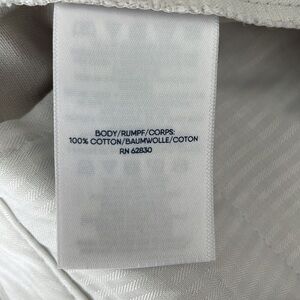 BODY/RUMPF/CORPS:
100% COTTON/BAUMWOLLE/COTON
RN 62830